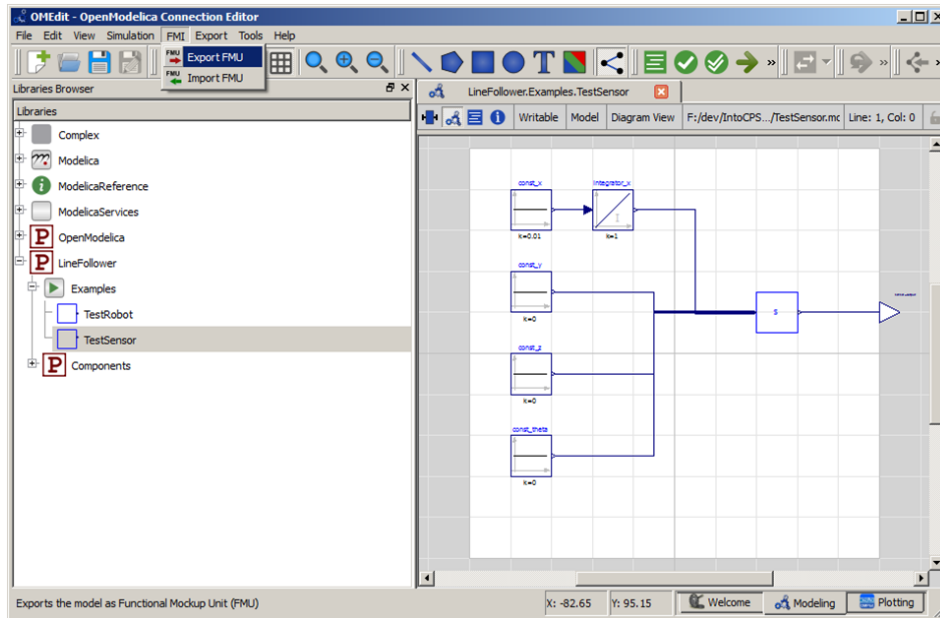 OMEdit - OpenModelica Connection Editor
File Edit View Simulation FMI Export Tools Help
FMU Export FMU
FMU Import FMU
T
Libraries Browser
LineFollower.Examples.TestSensor
Libraries
Writable Model Diagram View F:/dev/IntoCPS.../TestSensor.mc Line: 1, Col: 0
Complex
Modelica
ModelicaReference
ModelicaServices
P OpenModelica
P LineFollower
Examples
TestRobot
TestSensor
P Components
const_x integrator_x
k=0.01 k=1
const_y
k=0
s
const_z
k=0
const_theta
k=0
Exports the model as Functional Mockup Unit (FMU)
X: -82.65 Y: 95.15 Welcome Modeling Plotting